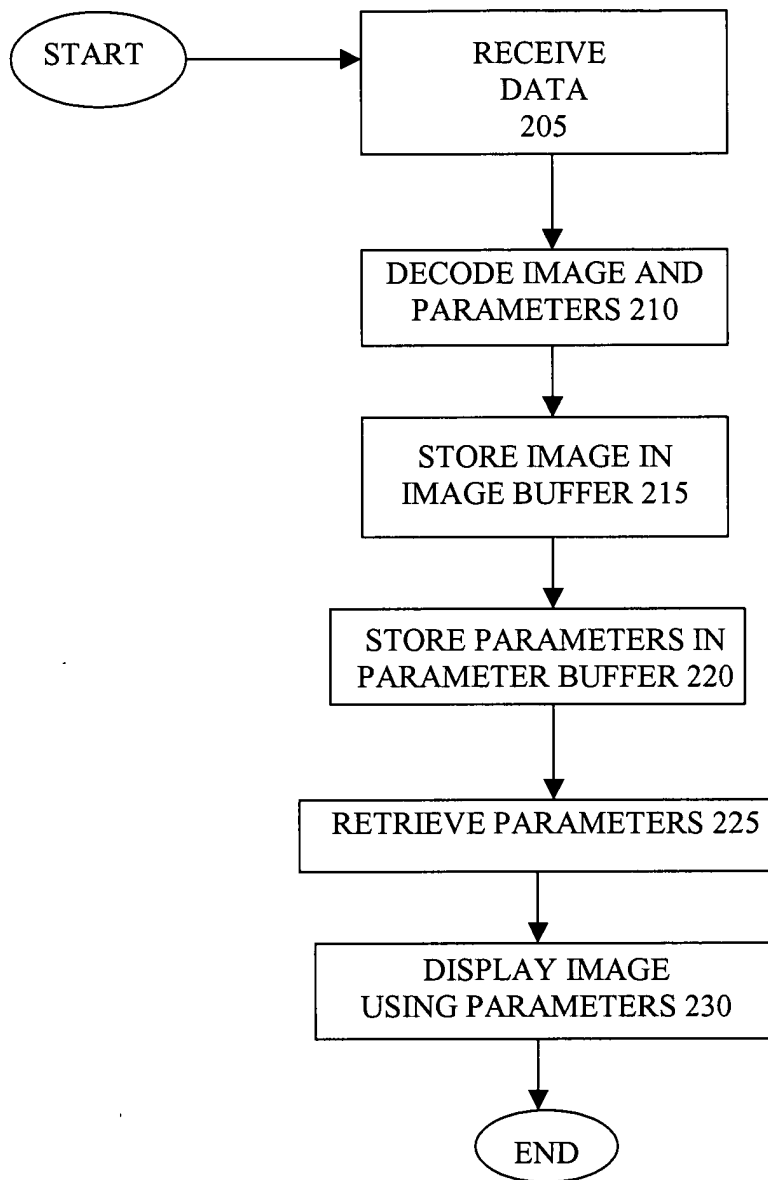 START
RECEIVE
DATA
205
DECODE IMAGE AND
PARAMETERS 210
STORE IMAGE IN
IMAGE BUFFER 215
STORE PARAMETERS IN
PARAMETER BUFFER 220
RETRIEVE PARAMETERS 225
DISPLAY IMAGE
USING PARAMETERS 230
END